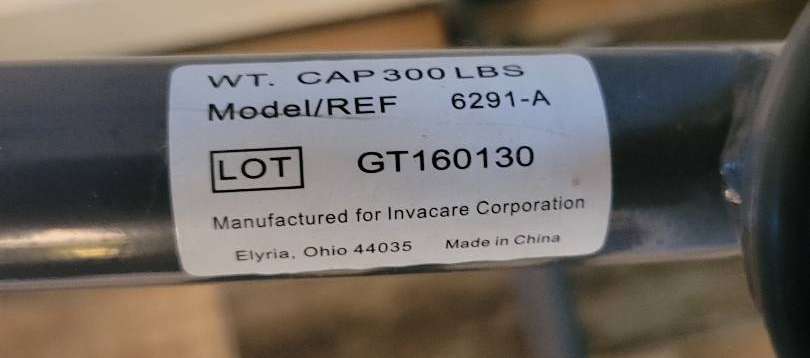 WT. CAP 300 LBS
Model/REF 6291-A
LOT GT160130
Manufactured for Invacare Corporation
Elyria, Ohio 44035 Made in China